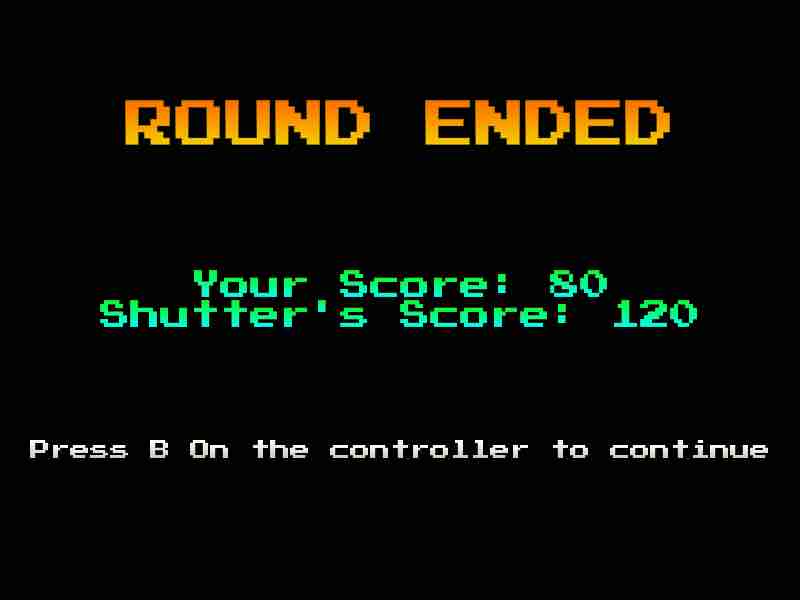 ROUND ENDED
Your Score: 80
Shutter's Score: 120
Press B On the controller to continue